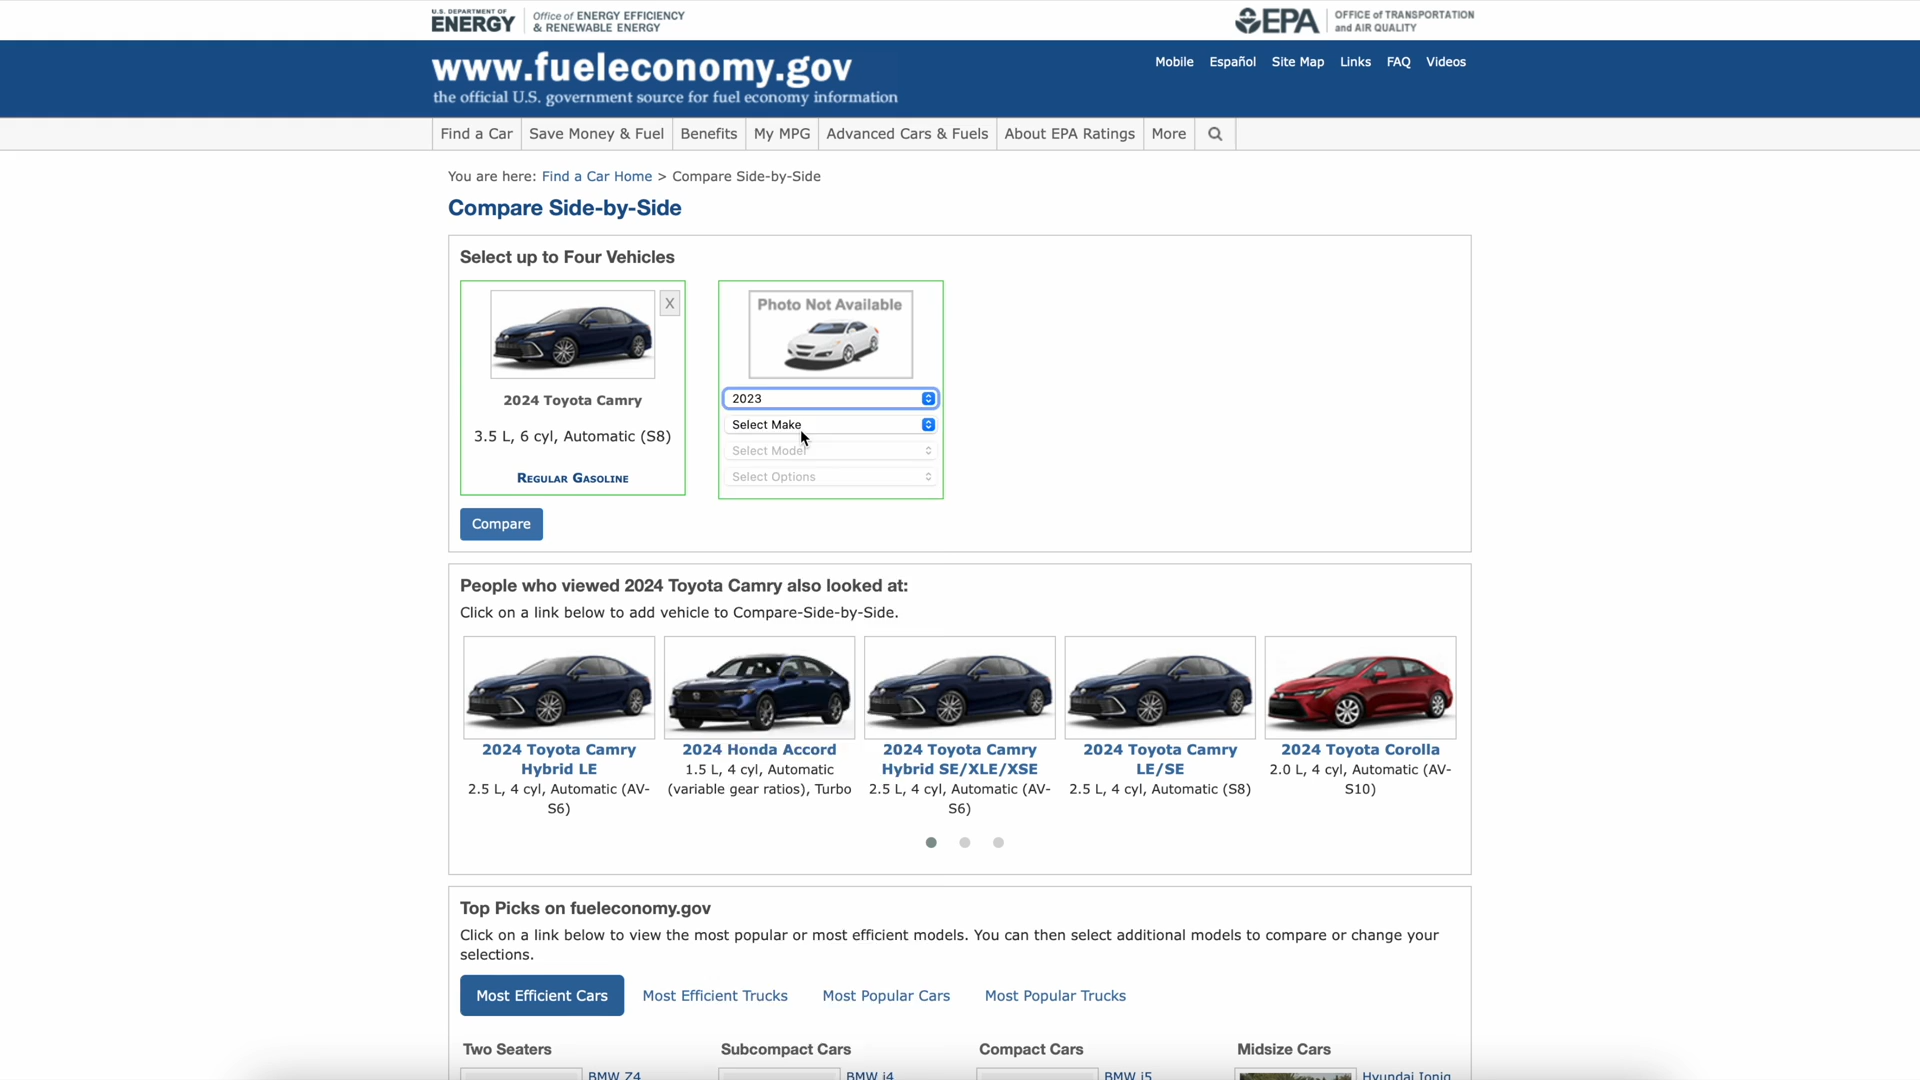 U.S. DEPARTMENT OF
ENERGY
Office of ENERGY EFFICIENCY
& RENEWABLE ENERGY
EPA
OFFICE of TRANSPORTATION
and AIR QUALITY
www.fueleconomy.gov
the official U.S. government source for fuel economy information
Mobile Español Site Map Links FAQ Videos
Find a Car Save Money & Fuel Benefits My MPG Advanced Cars & Fuels About EPA Ratings More
You are here: Find a Car Home > Compare Side-by-Side
Compare Side-by-Side
Select up to Four Vehicles
X
2024 Toyota Camry
3.5 L, 6 cyl, Automatic (S8)
REGULAR GASOLINE
Photo Not Available
2023
Select Make
Select Model
Select Options
Compare
People who viewed 2024 Toyota Camry also looked at:
Click on a link below to add vehicle to Compare-Side-by-Side.
2024 Toyota Camry
Hybrid LE
2.5 L, 4 cyl, Automatic (AV-
S6)
2024 Honda Accord
1.5 L, 4 cyl, Automatic
(variable gear ratios), Turbo
2024 Toyota Camry
Hybrid SE/XLE/XSE
2.5 L, 4 cyl, Automatic (AV-
S6)
2024 Toyota Camry
LE/SE
2.5 L, 4 cyl, Automatic (S8)
2024 Toyota Corolla
2.0 L, 4 cyl, Automatic (AV-
S10)
Top Picks on fueleconomy.gov
Click on a link below to view the most popular or most efficient models. You can then select additional models to compare or change your
selections.
Most Efficient Cars Most Efficient Trucks Most Popular Cars Most Popular Trucks
Two Seaters Subcompact Cars Compact Cars Midsize Cars
BMW Z4 BMW i4 BMW i5 Hyundai Ioniq